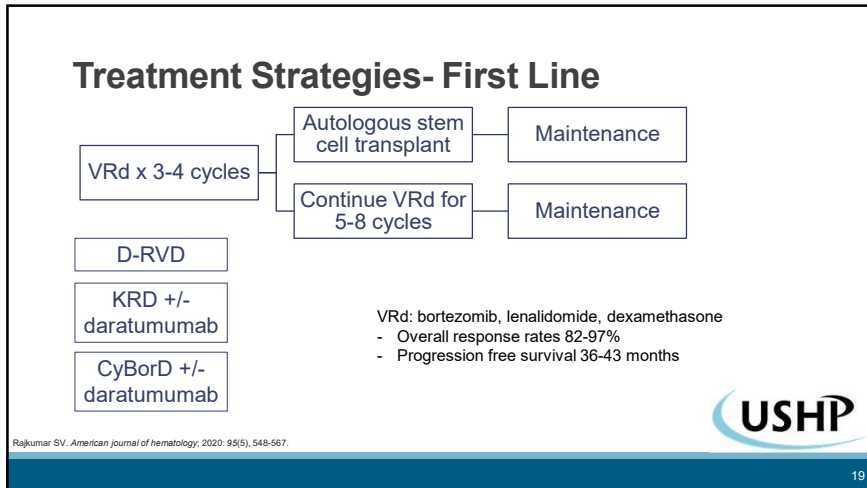 Treatment Strategies- First Line
VRd x 3-4 cycles
Autologous stem
cell transplant
Maintenance
Continue VRd for
5-8 cycles
Maintenance
D-RVD
KRD +/-
daratumumab
CyBorD +/-
daratumumab
VRd: bortezomib, lenalidomide, dexamethasone
- Overall response rates 82-97%
- Progression free survival 36-43 months
USHP
Rajkumar SV. American journal of hematology; 2020: 95(5), 548-567.
19